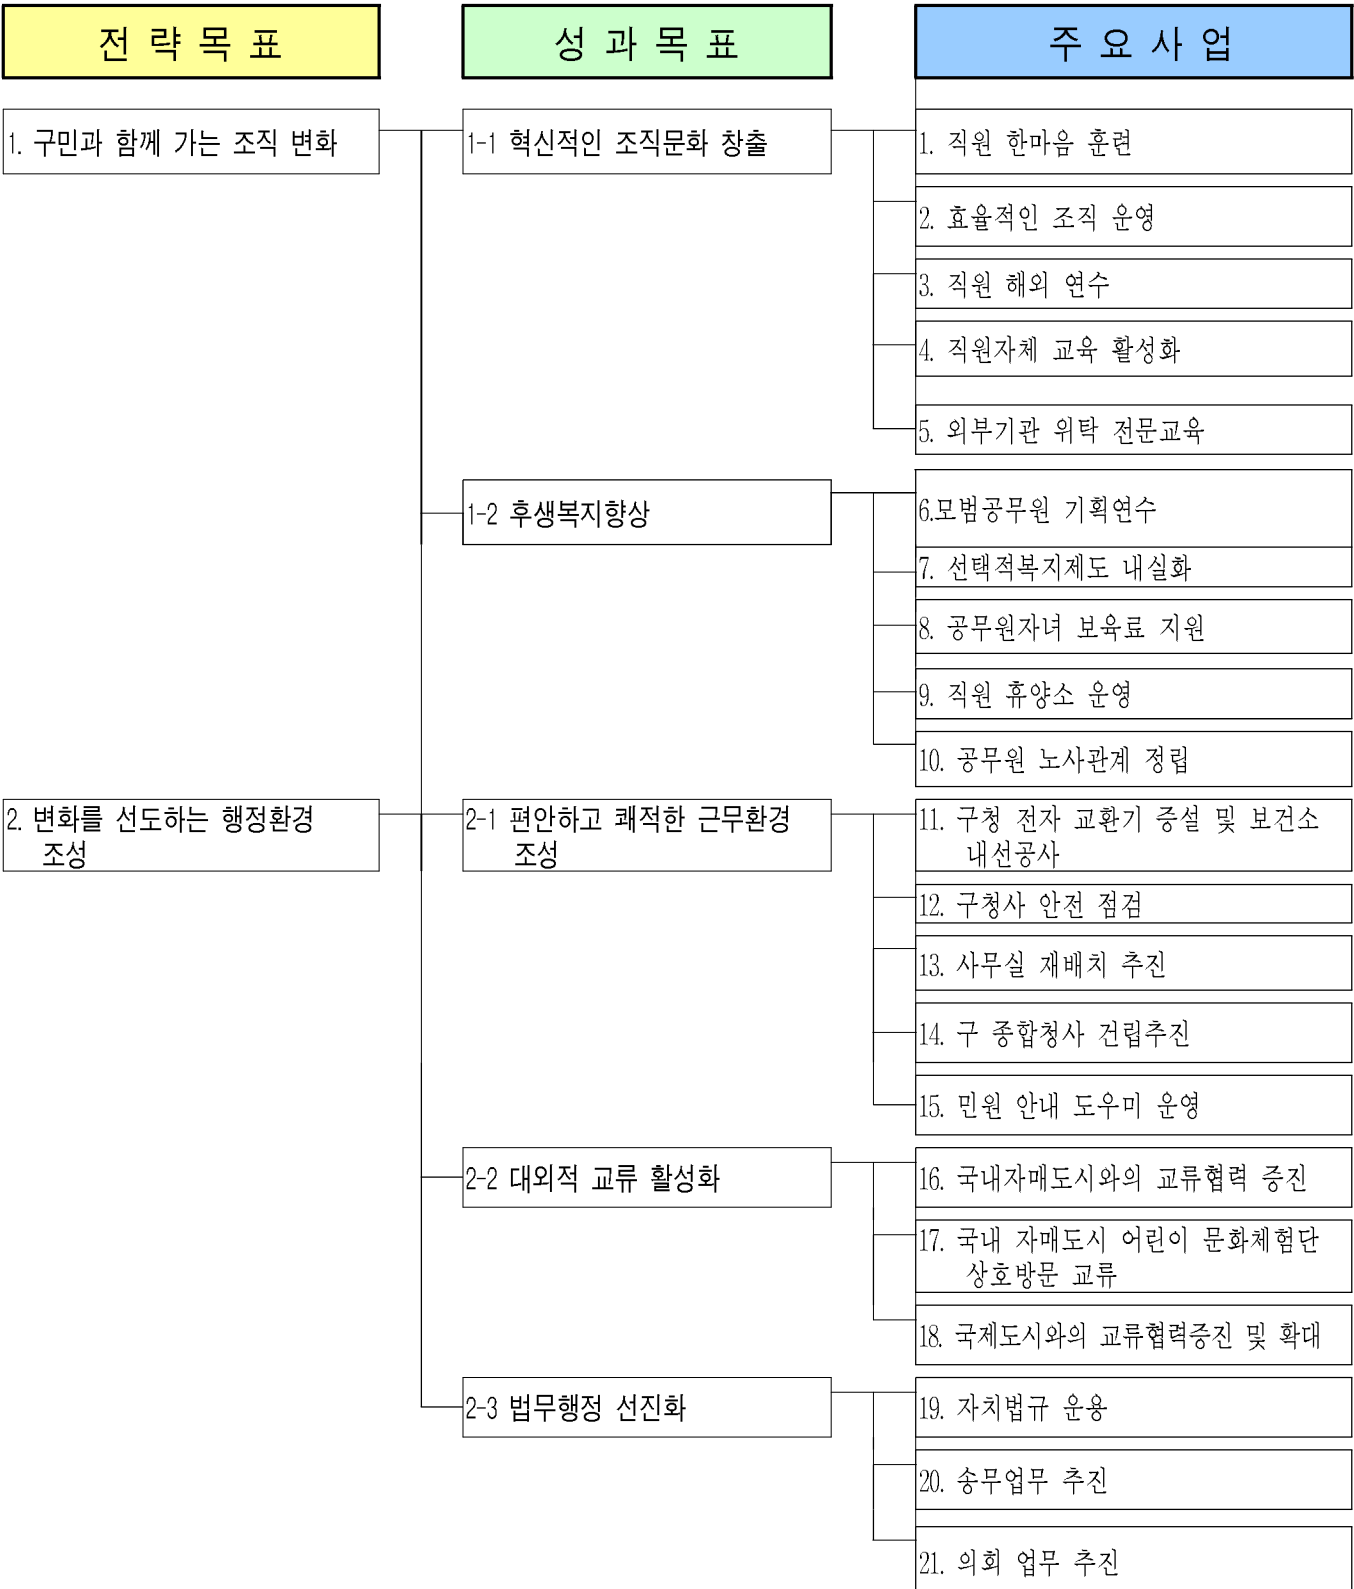 전 략 목 표
성 과 목 표
주 요 사 업
1. 구민과 함께 가는 조직 변화
1-1 혁신적인 조직문화 창출
1. 직원 한마음 훈련
2. 효율적인 조직 운영
3. 직원 해외 연수
4. 직원자체 교육 활성화
5. 외부기관 위탁 전문교육
1-2 후생복지향상
6.모범공무원 기획연수
7. 선택적복지제도 내실화
8. 공무원자녀 보육료 지원
9. 직원 휴양소 운영
10. 공무원 노사관계 정립
2. 변화를 선도하는 행정환경
조성
2-1 편안하고 쾌적한 근무환경
조성
11. 구청 전자 교환기 증설 및 보건소
내선공사
12. 구청사 안전 점검
13. 사무실 재배치 추진
14. 구 종합청사 건립추진
15. 민원 안내 도우미 운영
2-2 대외적 교류 활성화
16. 국내자매도시와의 교류협력 증진
17. 국내 자매도시 어린이 문화체험단
상호방문 교류
18. 국제도시와의 교류협력증진 및 확대
2-3 법무행정 선진화
19. 자치법규 운용
20. 송무업무 추진
21. 의회 업무 추진